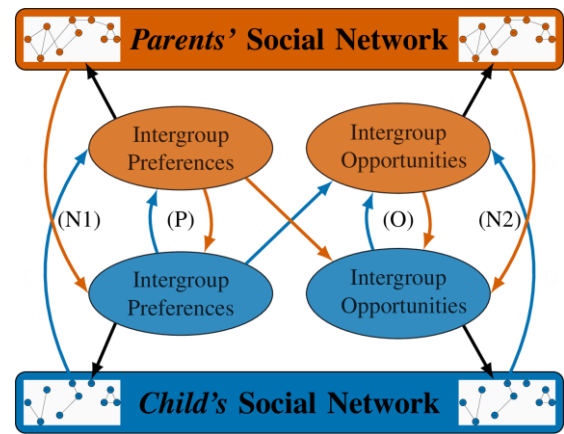 Parents' Social Network
Intergroup
Preferences
Intergroup
Opportunities
(N1)
(P)
(O)
(N2)
Intergroup
Preferences
Intergroup
Opportunities
Child's Social Network